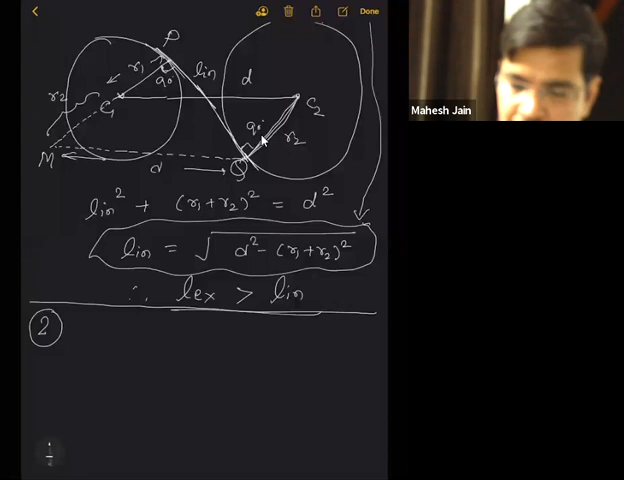 Done
P
r₁
90°
lin
d
r₂
C₁
C₂
90°
r₂
M
d
Q
lin² + (r₁+r₂)² = d²
lin = √d² - (r₁+r₂)²
∴ lex > lin
2
Mahesh Jain